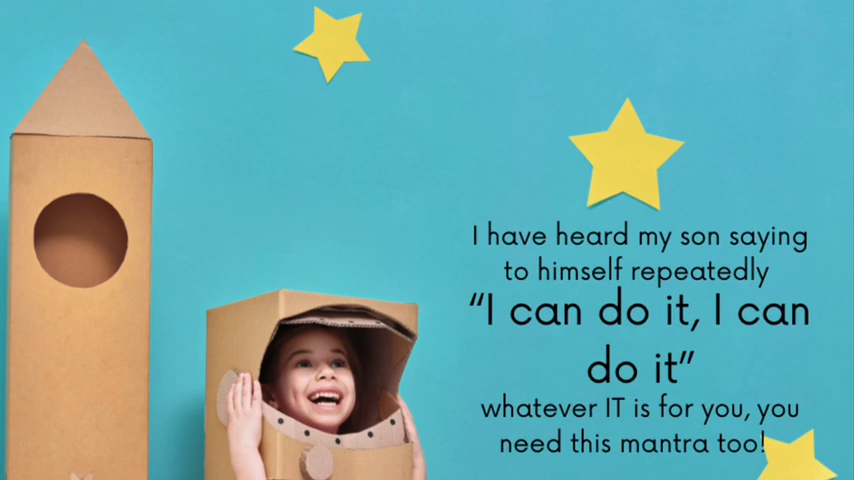 I have heard my son saying
to himself repeatedly
“I can do it, I can
do it”
whatever IT is for you, you
need this mantra too!